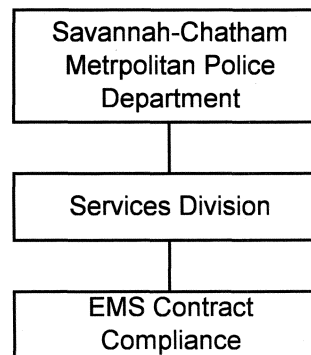 Savannah-Chatham
Metrpolitan Police
Department
Services Division
EMS Contract
Compliance